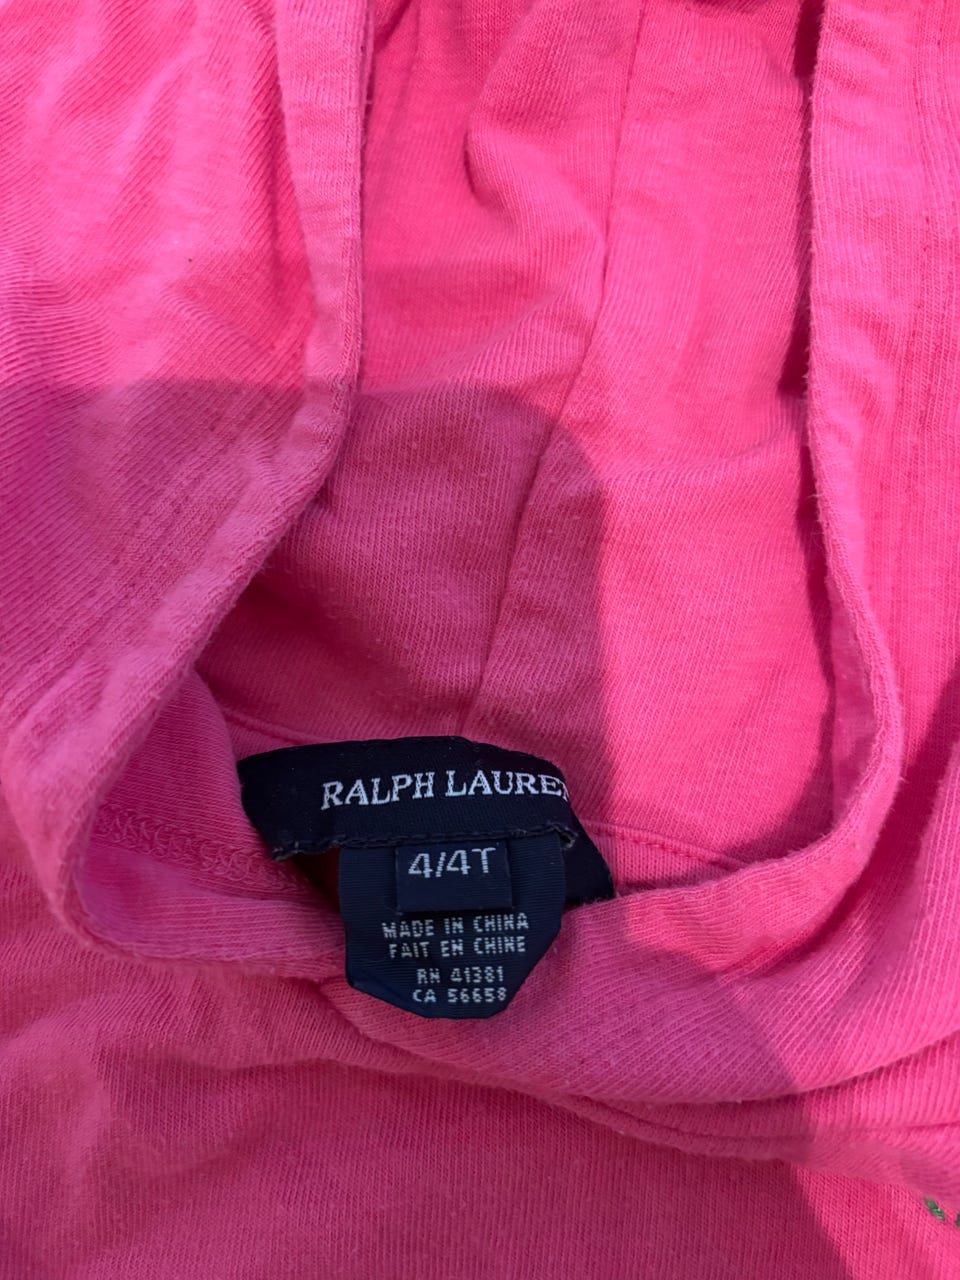 RALPH LAUREN
4/4T
MADE IN CHINA
FAIT EN CHINE
RN 41381
CA 56658